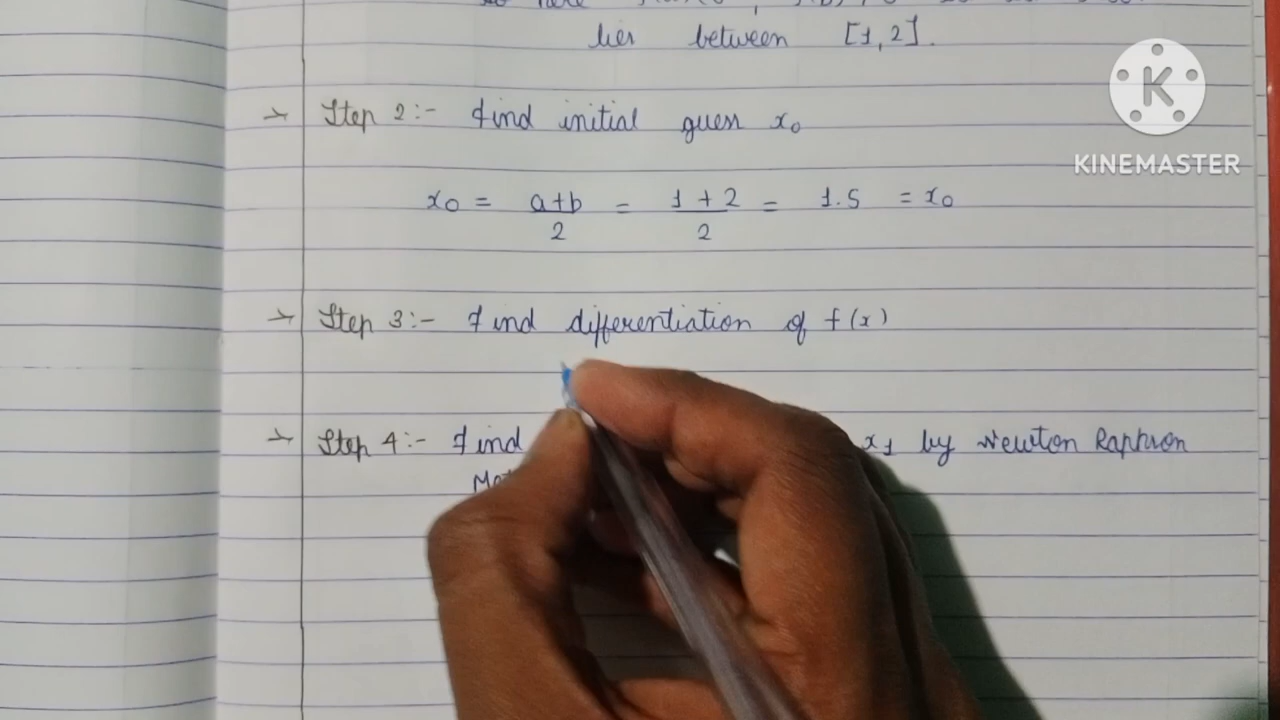 lies between [1, 2].
→ Step 2:- Find initial guess x₀
x₀ = a+b/2 = 1+2/2 = 1.5 = x₀
→ Step 3:- Find differentiation of f(x)
→ Step 4:- Find x₁ by Newton Raphson
KINEMASTER